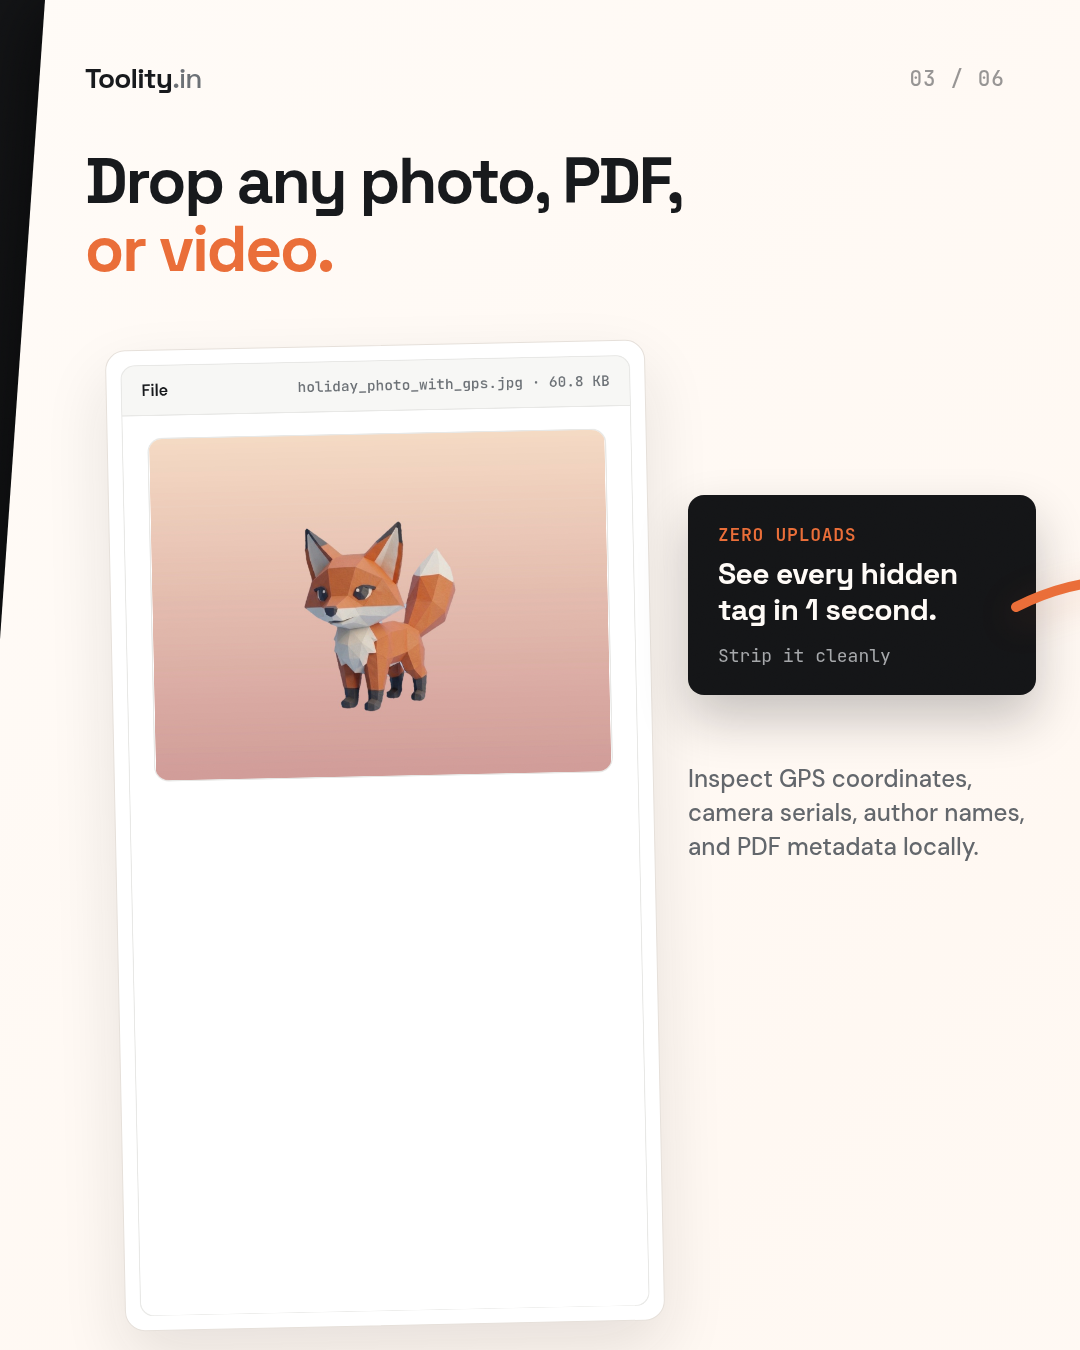 Toolity.in
03 / 06
Drop any photo, PDF,
or video.
File
holiday_photo_with_gps.jpg · 60.8 KB
ZERO UPLOADS
See every hidden
tag in 1 second.
Strip it cleanly
Inspect GPS coordinates,
camera serials, author names,
and PDF metadata locally.